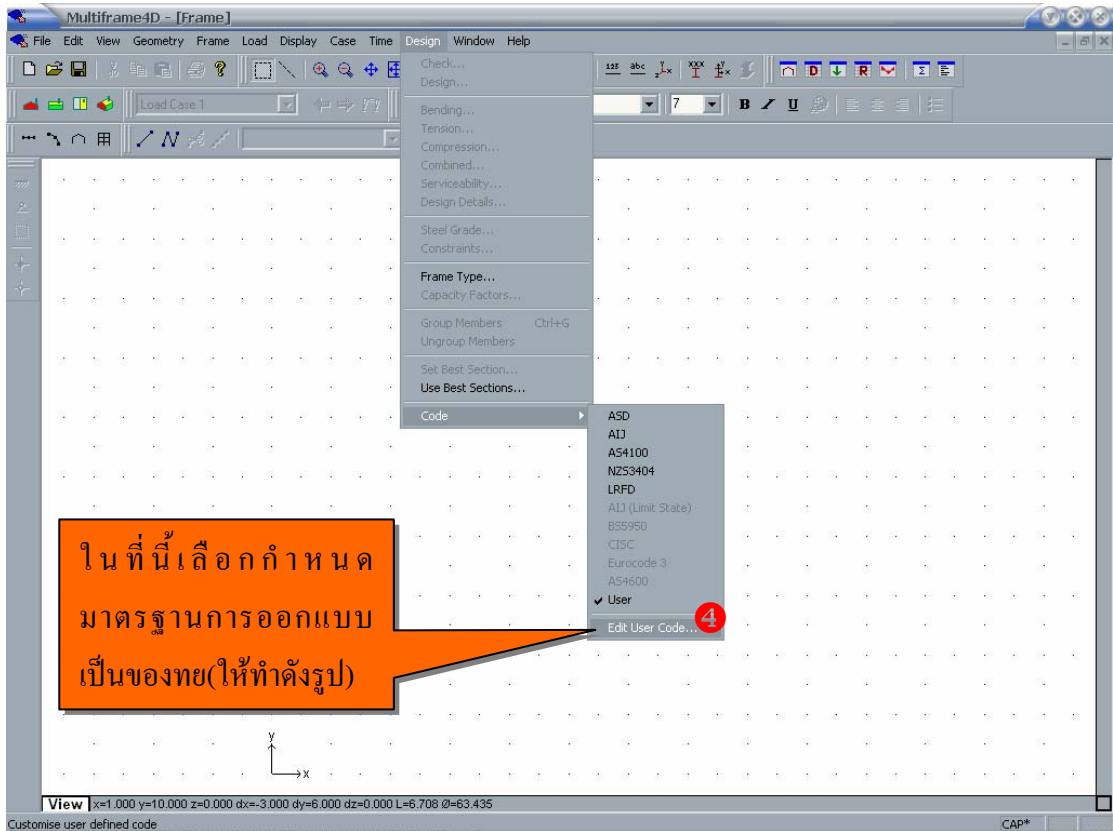 Multiframe4D - [Frame]
File Edit View Geometry Frame Load Display Case Time Design Window Help
Load Case 1
7
B I U
Check...
Design...
Bending...
Tension...
Compression...
Combined...
Serviceability...
Design Details...
Steel Grade...
Constraints...
Frame Type...
Capacity Factors...
Group Members Ctrl+G
Ungroup Members
Set Best Section...
Use Best Sections...
Code
ASD
AIJ
AS4100
NZS3404
LRFD
AIJ (Limit State)
BS5950
CISC
Eurocode 3
AS4600
User
Edit User Code...
4
ในที่นี้เลือกกำหนด
มาตรฐานการออกแบบ
เป็นของทย(ให้ทำดังรูป)
y
x
View x=1.000 y=10.000 z=0.000 dx=-3.000 dy=6.000 dz=0.000 L=6.708 Ø=63.435
Customise user defined code CAP*